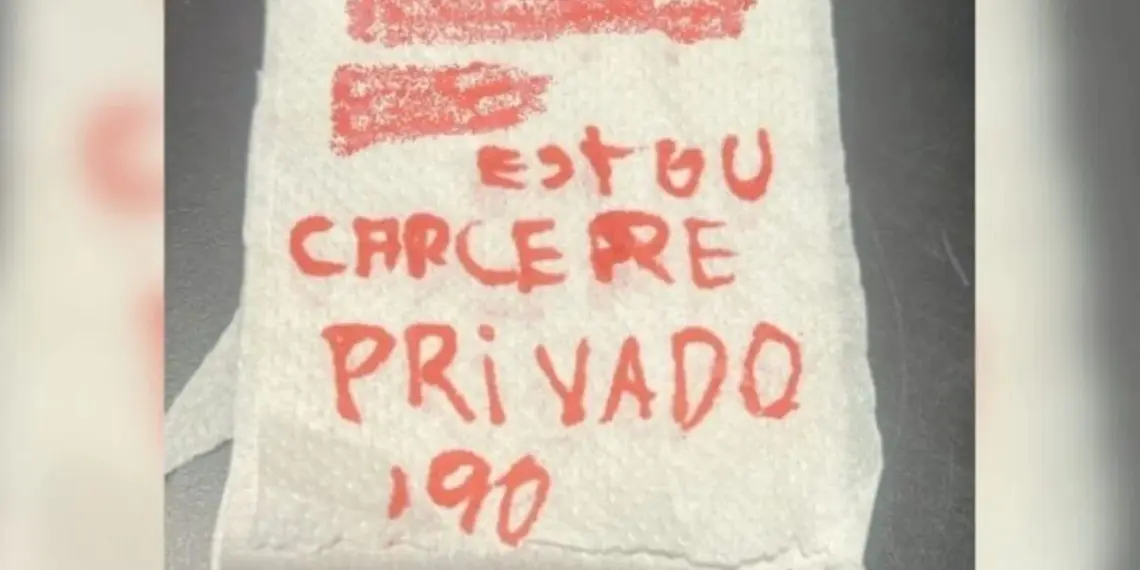 ESTOU
CARCERE
PRIVADO
190